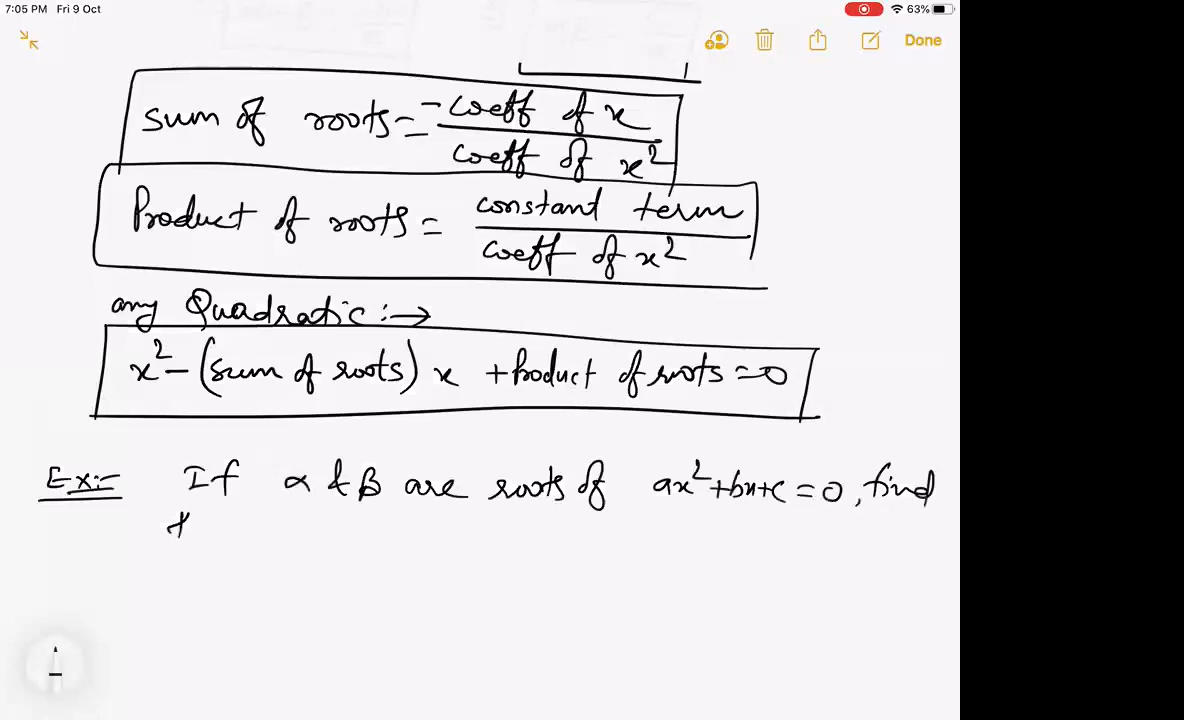 7:05 PM Fri 9 Oct
63%
Done
Sum of roots = -coeff of x / coeff of x²
Product of roots = constant term / coeff of x²
any Quadratic :→
x² - (sum of roots) x + Product of roots = 0
Ex:- If α & β are roots of ax²+bx+c = 0, find